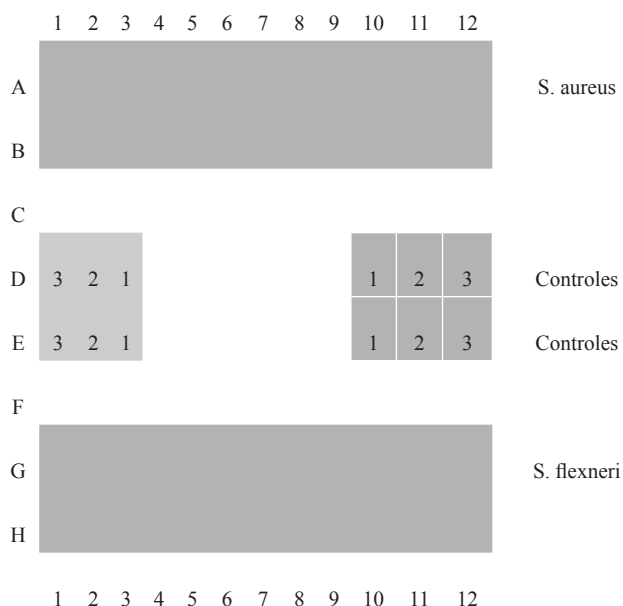 1 2 3 4 5 6 7 8 9 10 11 12
A S. aureus
B
C
D 3 2 1 1 2 3 Controles
E 3 2 1 1 2 3 Controles
F
G S. flexneri
H
1 2 3 4 5 6 7 8 9 10 11 12